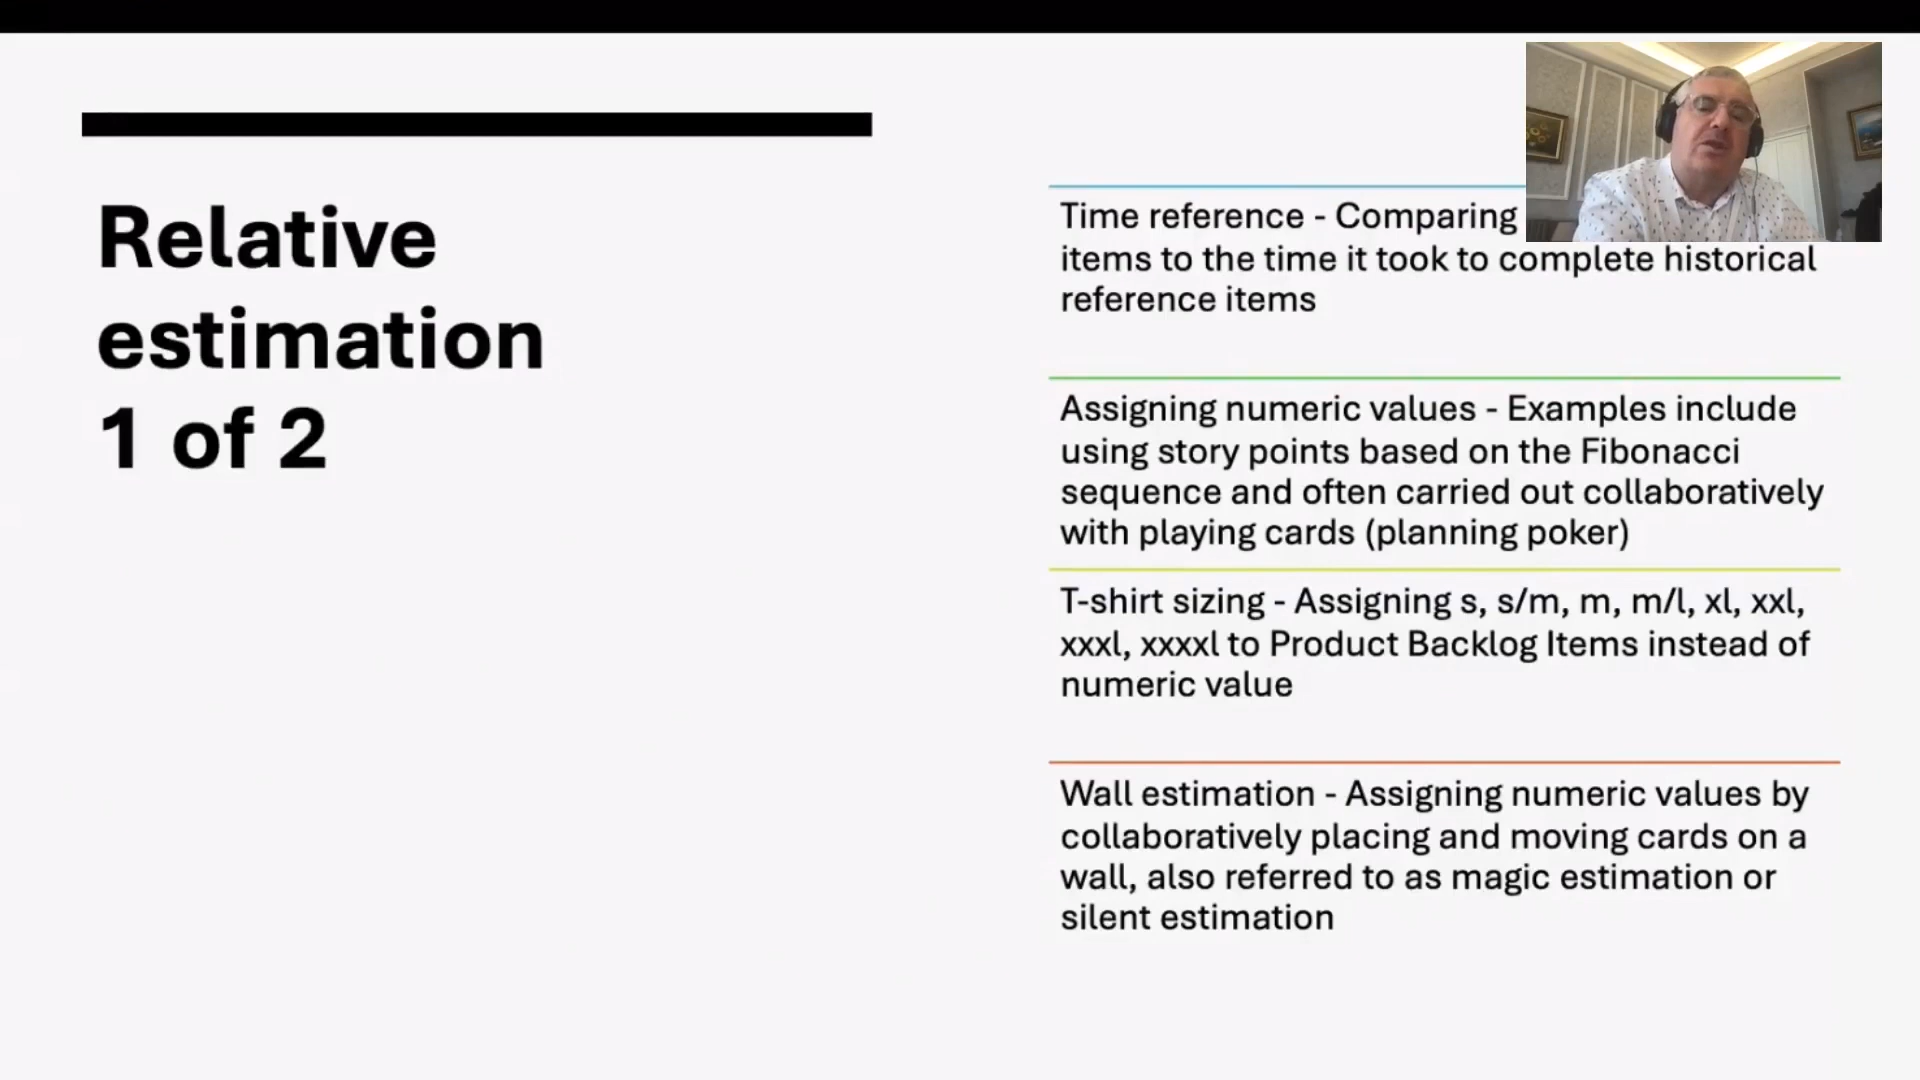 Relative
estimation
1 of 2
Time reference - Comparing
items to the time it took to complete historical
reference items
Assigning numeric values - Examples include
using story points based on the Fibonacci
sequence and often carried out collaboratively
with playing cards (planning poker)
T-shirt sizing - Assigning s, s/m, m, m/l, xl, xxl,
xxxl, xxxxl to Product Backlog Items instead of
numeric value
Wall estimation - Assigning numeric values by
collaboratively placing and moving cards on a
wall, also referred to as magic estimation or
silent estimation